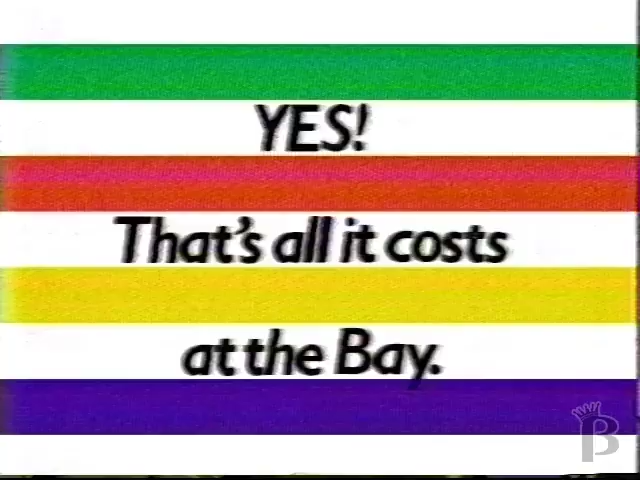 YES!
That's all it costs
at the Bay.
B